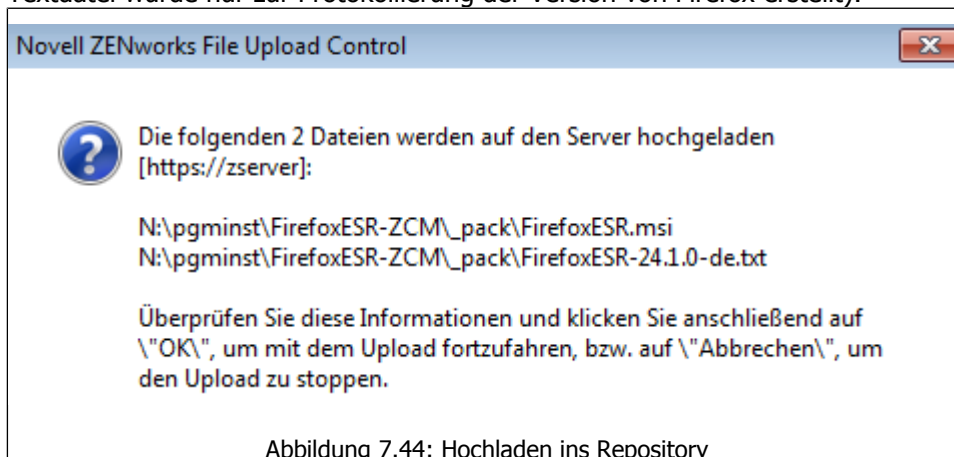 Textdatei wurde nur zur Protokollierung der Version von Firefox erstellt).
Novell ZENworks File Upload Control
Die folgenden 2 Dateien werden auf den Server hochgeladen
[https://zserver]:
N:\pgminst\FirefoxESR-ZCM\_pack\FirefoxESR.msi
N:\pgminst\FirefoxESR-ZCM\_pack\FirefoxESR-24.1.0-de.txt
Überprüfen Sie diese Informationen und klicken Sie anschließend auf
\"OK\", um mit dem Upload fortzufahren, bzw. auf \"Abbrechen\", um
den Upload zu stoppen.
Abbildung 7.44: Hochladen ins Repository